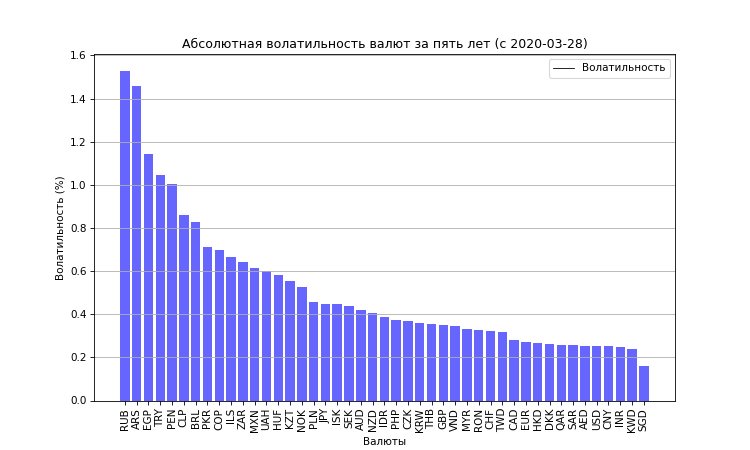 Абсолютная волатильность валют за пять лет (с 2020-03-28)
Волатильность
Волатильность (%)
1.6
1.4
1.2
1.0
0.8
0.6
0.4
0.2
0.0
RUB ARS EGP TRY PEN CLP BRL PKR COP ILS ZAR MXN UAH HUF KZT NOK PLN JPY ISK SEK AUD NZD IDR PHP CZK KRW THB GBP VND MYR RON CHF TWD CAD EUR HKD DKK QAR SAR AED USD CNY INR KWD SGD
Валюты